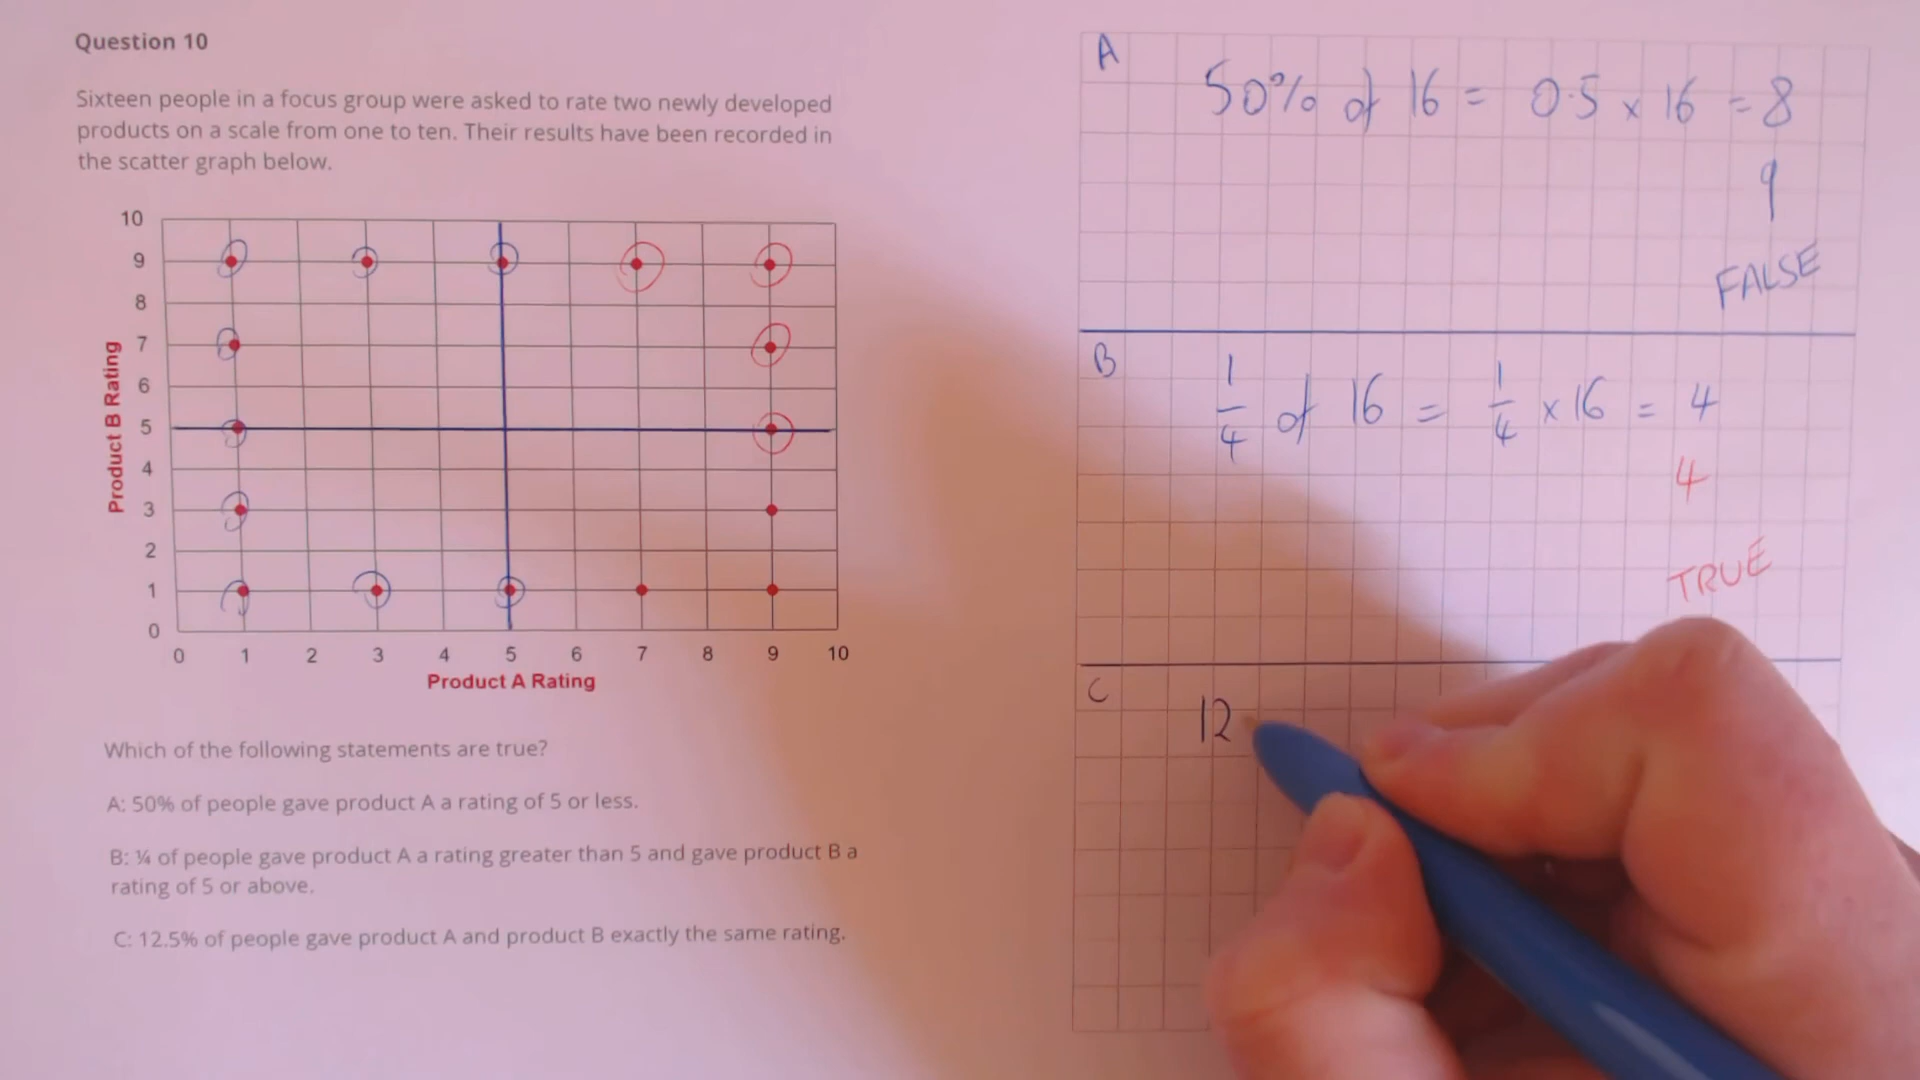 Question 10
Sixteen people in a focus group were asked to rate two newly developed
products on a scale from one to ten. Their results have been recorded in
the scatter graph below.
10
9
8
7
6
5
4
3
2
1
0
Product B Rating
0 1 2 3 4 5 6 7 8 9 10
Product A Rating
Which of the following statements are true?
A: 50% of people gave product A a rating of 5 or less.
B: ¼ of people gave product A a rating greater than 5 and gave product B a
rating of 5 or above.
C: 12.5% of people gave product A and product B exactly the same rating.
A
50% of 16 = 0.5 x 16 = 8
9
FALSE
B
1/4 of 16 = 1/4 x 16 = 4
4
TRUE
C
12